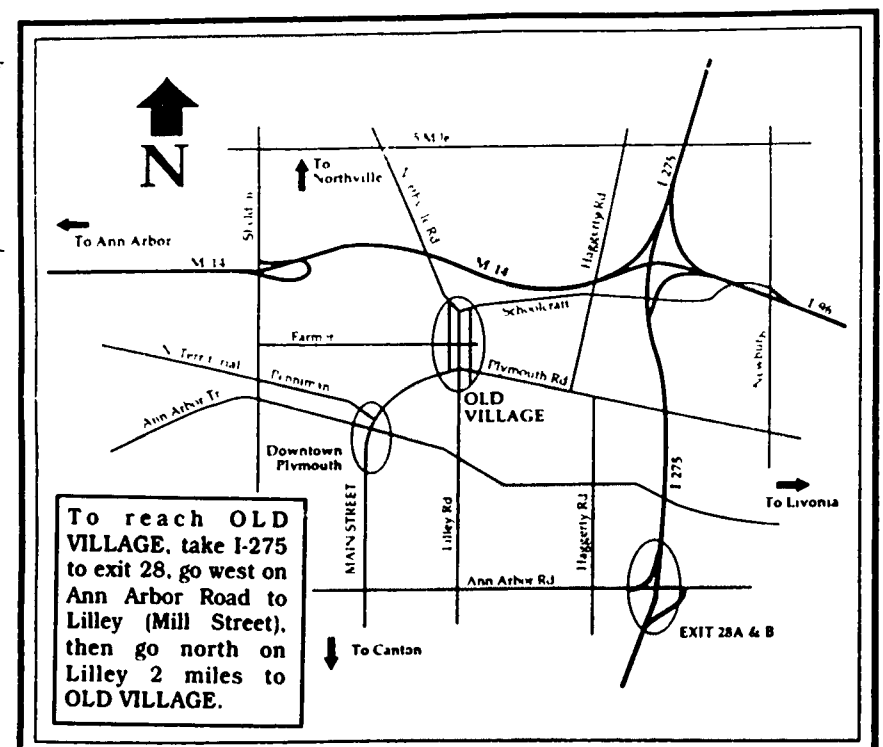 N
To
Northville
5 Mile
I 275
Haggerty Rd
To Ann Arbor
M 14
M 14
Schoolcraft
I 96
Farmer
Plymouth Rd
N Territorial
Penniman
Ann Arbor Tr
OLD
VILLAGE
Downtown
Plymouth
I 275
To Livonia
MAIN STREET
Lilley Rd
Haggerty Rd
Ann Arbor Rd
EXIT 28A & B
To Canton
To reach OLD
VILLAGE, take I-275
to exit 28, go west on
Ann Arbor Road to
Lilley (Mill Street),
then go north on
Lilley 2 miles to
OLD VILLAGE.